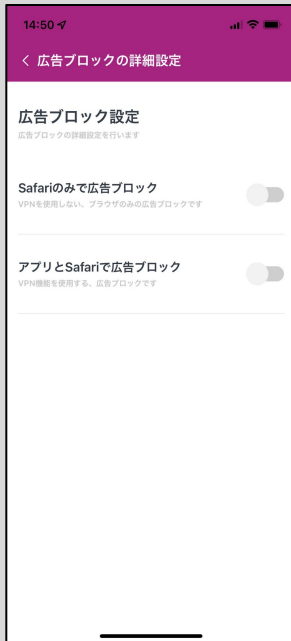 14:50
広告ブロックの詳細設定
広告ブロック設定
広告ブロックの詳細設定を行います
Safariのみで広告ブロック
VPNを使用しない、ブラウザのみの広告ブロックです
アプリとSafariで広告ブロック
VPN機能を使用する、広告ブロックです